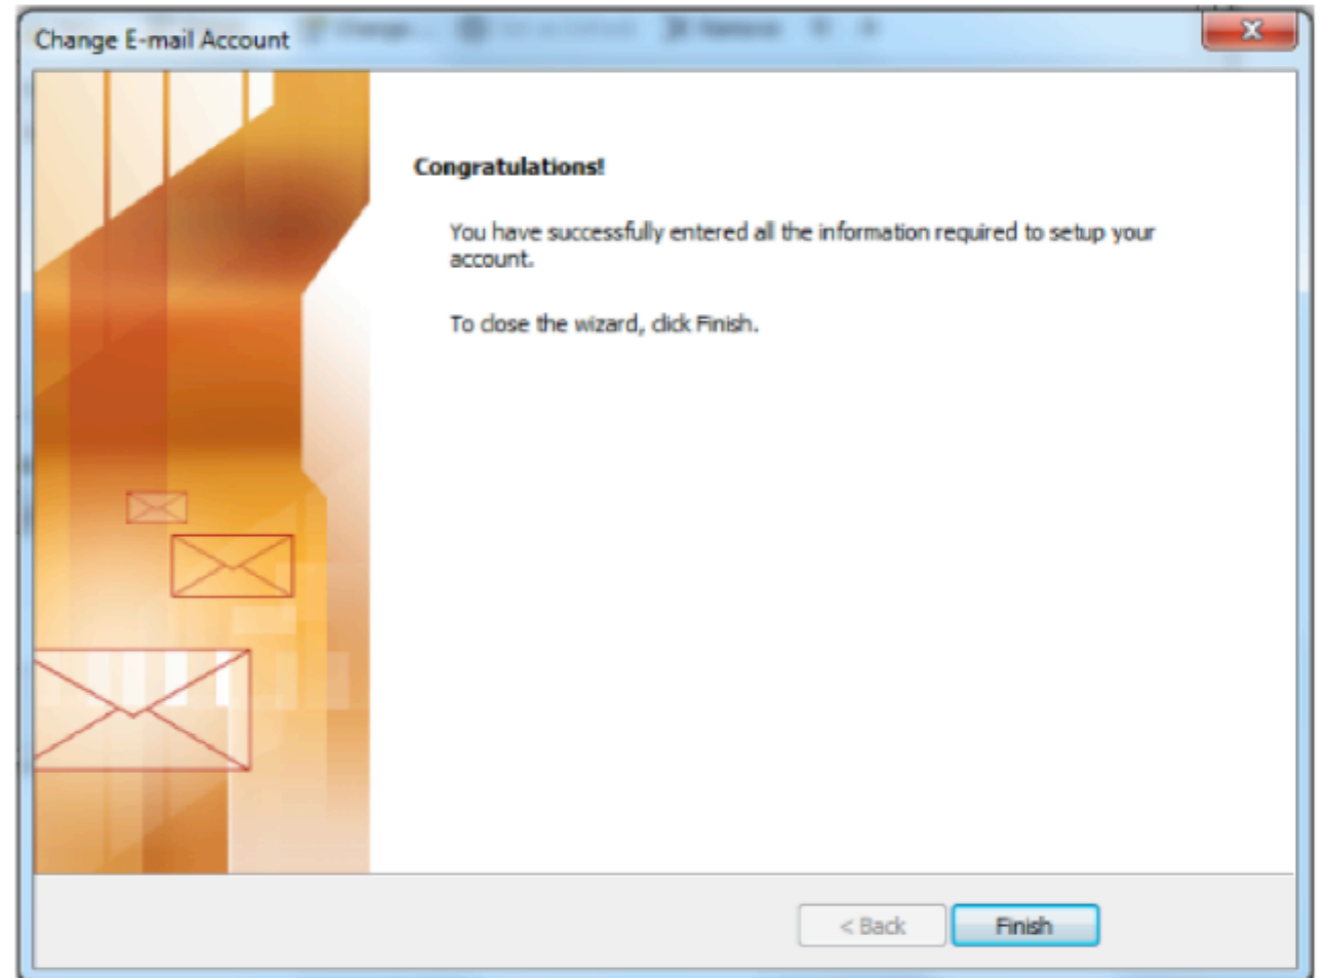 Change E-mail Account
Congratulations!
You have successfully entered all the information required to setup your
account.
To close the wizard, click Finish.
< Back
Finish